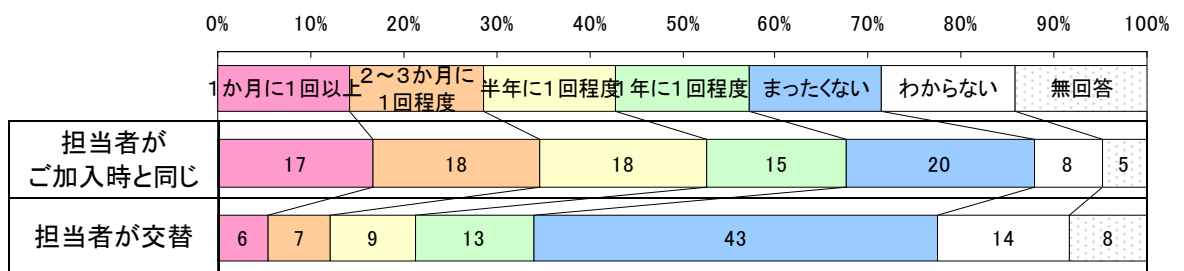 0% 10% 20% 30% 40% 50% 60% 70% 80% 90% 100%
1か月に1回以上 2～3か月に1回程度 半年に1回程度 1年に1回程度 まったくない わからない 無回答
担当者が
ご加入時と同じ
17 18 18 15 20 8 5
担当者が交替
6 7 9 13 43 14 8